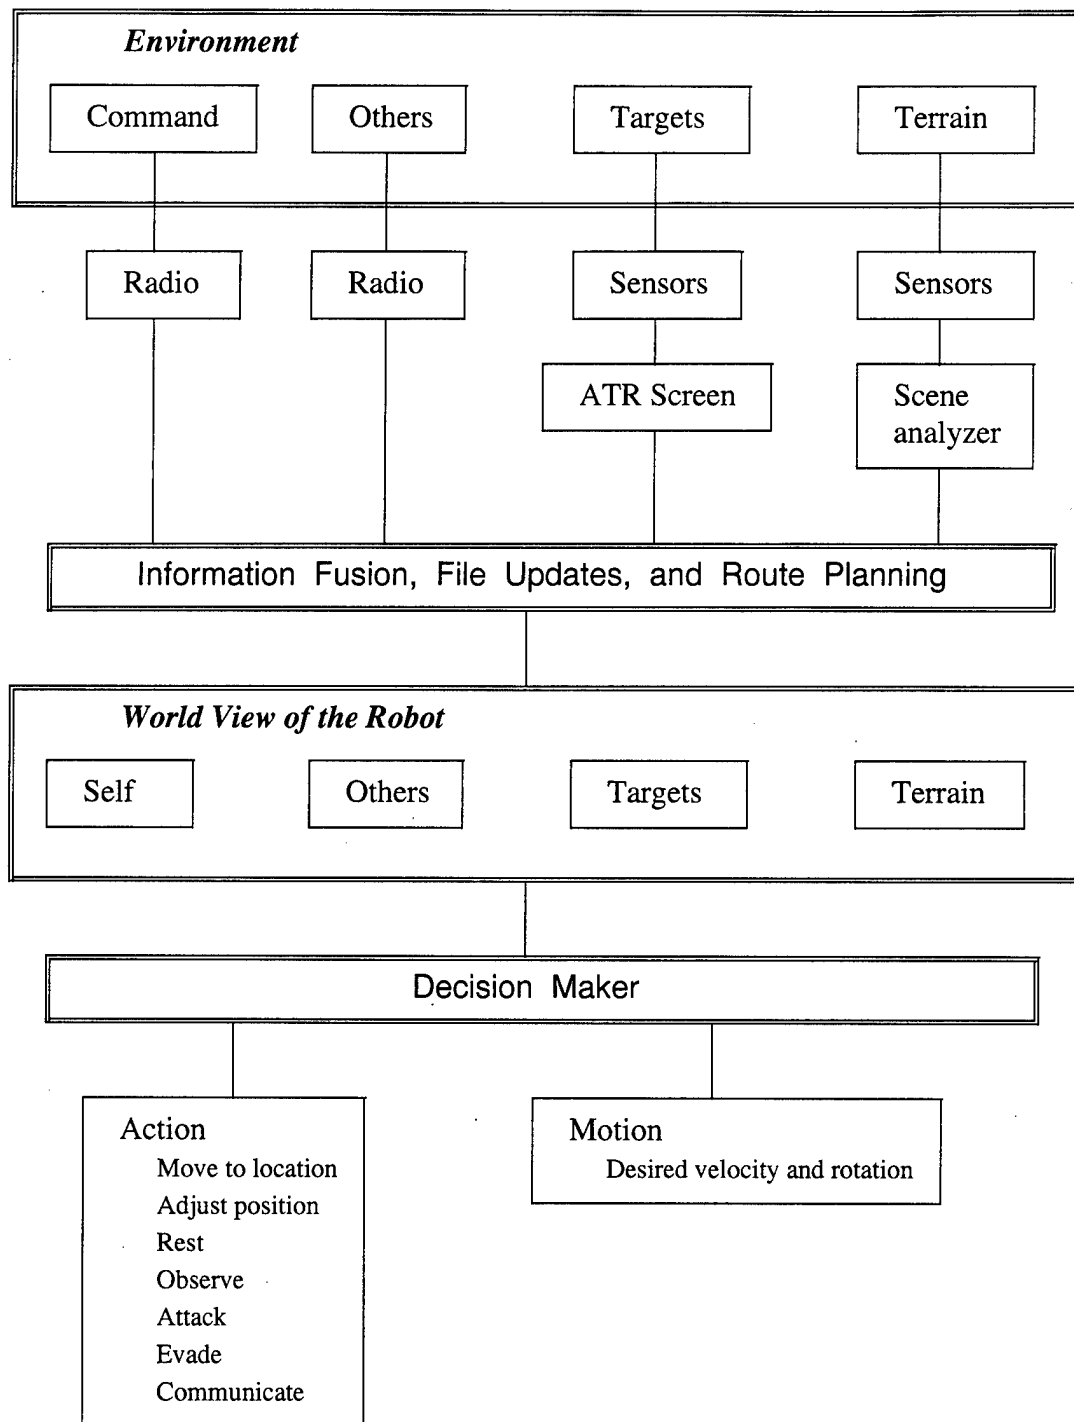 Environment
Command
Others
Targets
Terrain
Radio
Radio
Sensors
Sensors
ATR Screen
Scene
analyzer
Information Fusion, File Updates, and Route Planning
World View of the Robot
Self
Others
Targets
Terrain
Decision Maker
Action
Move to location
Adjust position
Rest
Observe
Attack
Evade
Communicate
Motion
Desired velocity and rotation